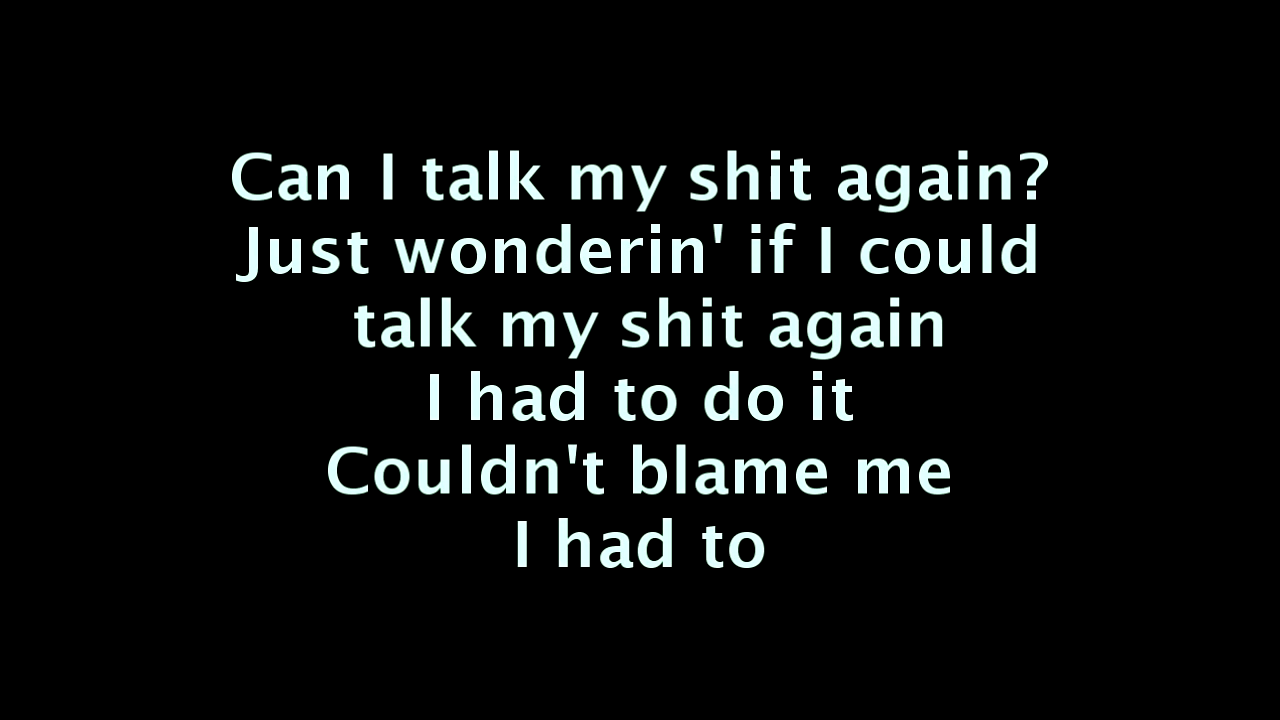 Can I talk my shit again?
Just wonderin' if I could
talk my shit again
I had to do it
Couldn't blame me
I had to